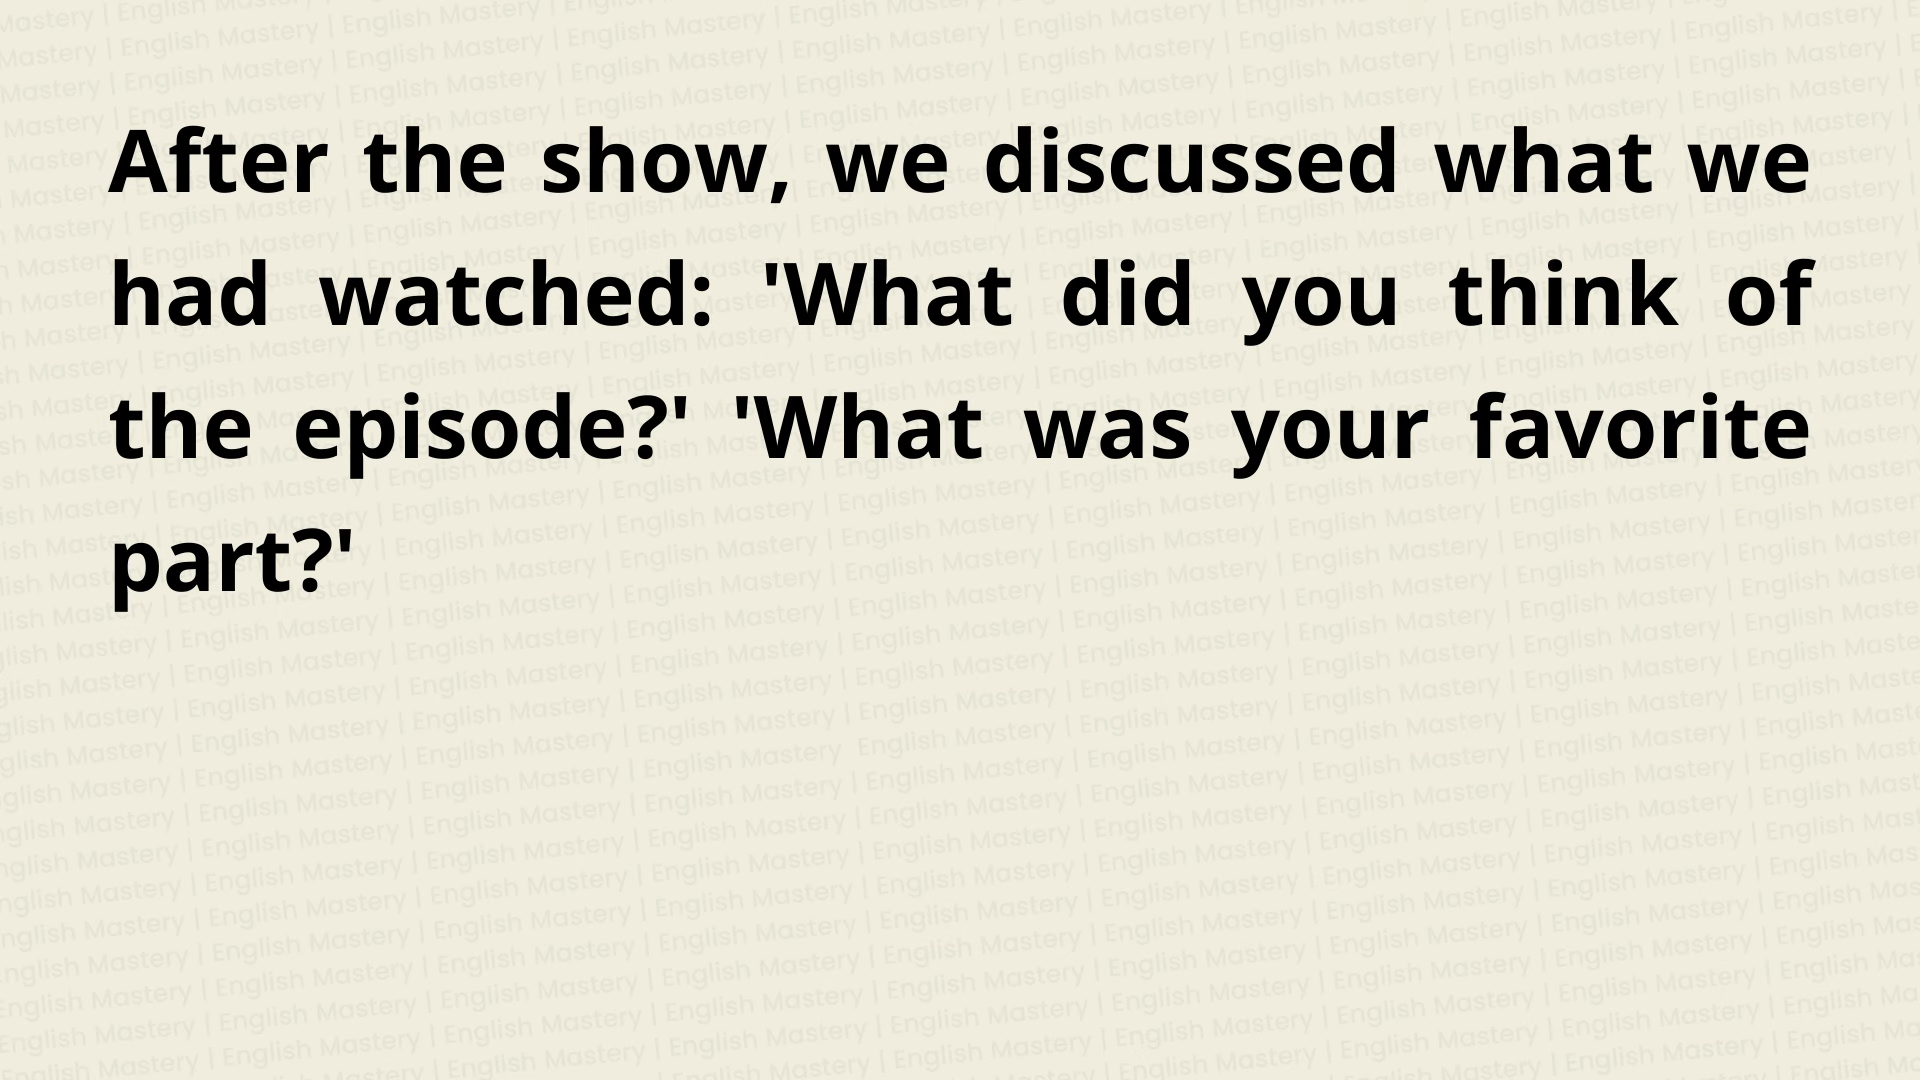 After the show, we discussed what we
had watched: 'What did you think of
the episode?' 'What was your favorite
part?'